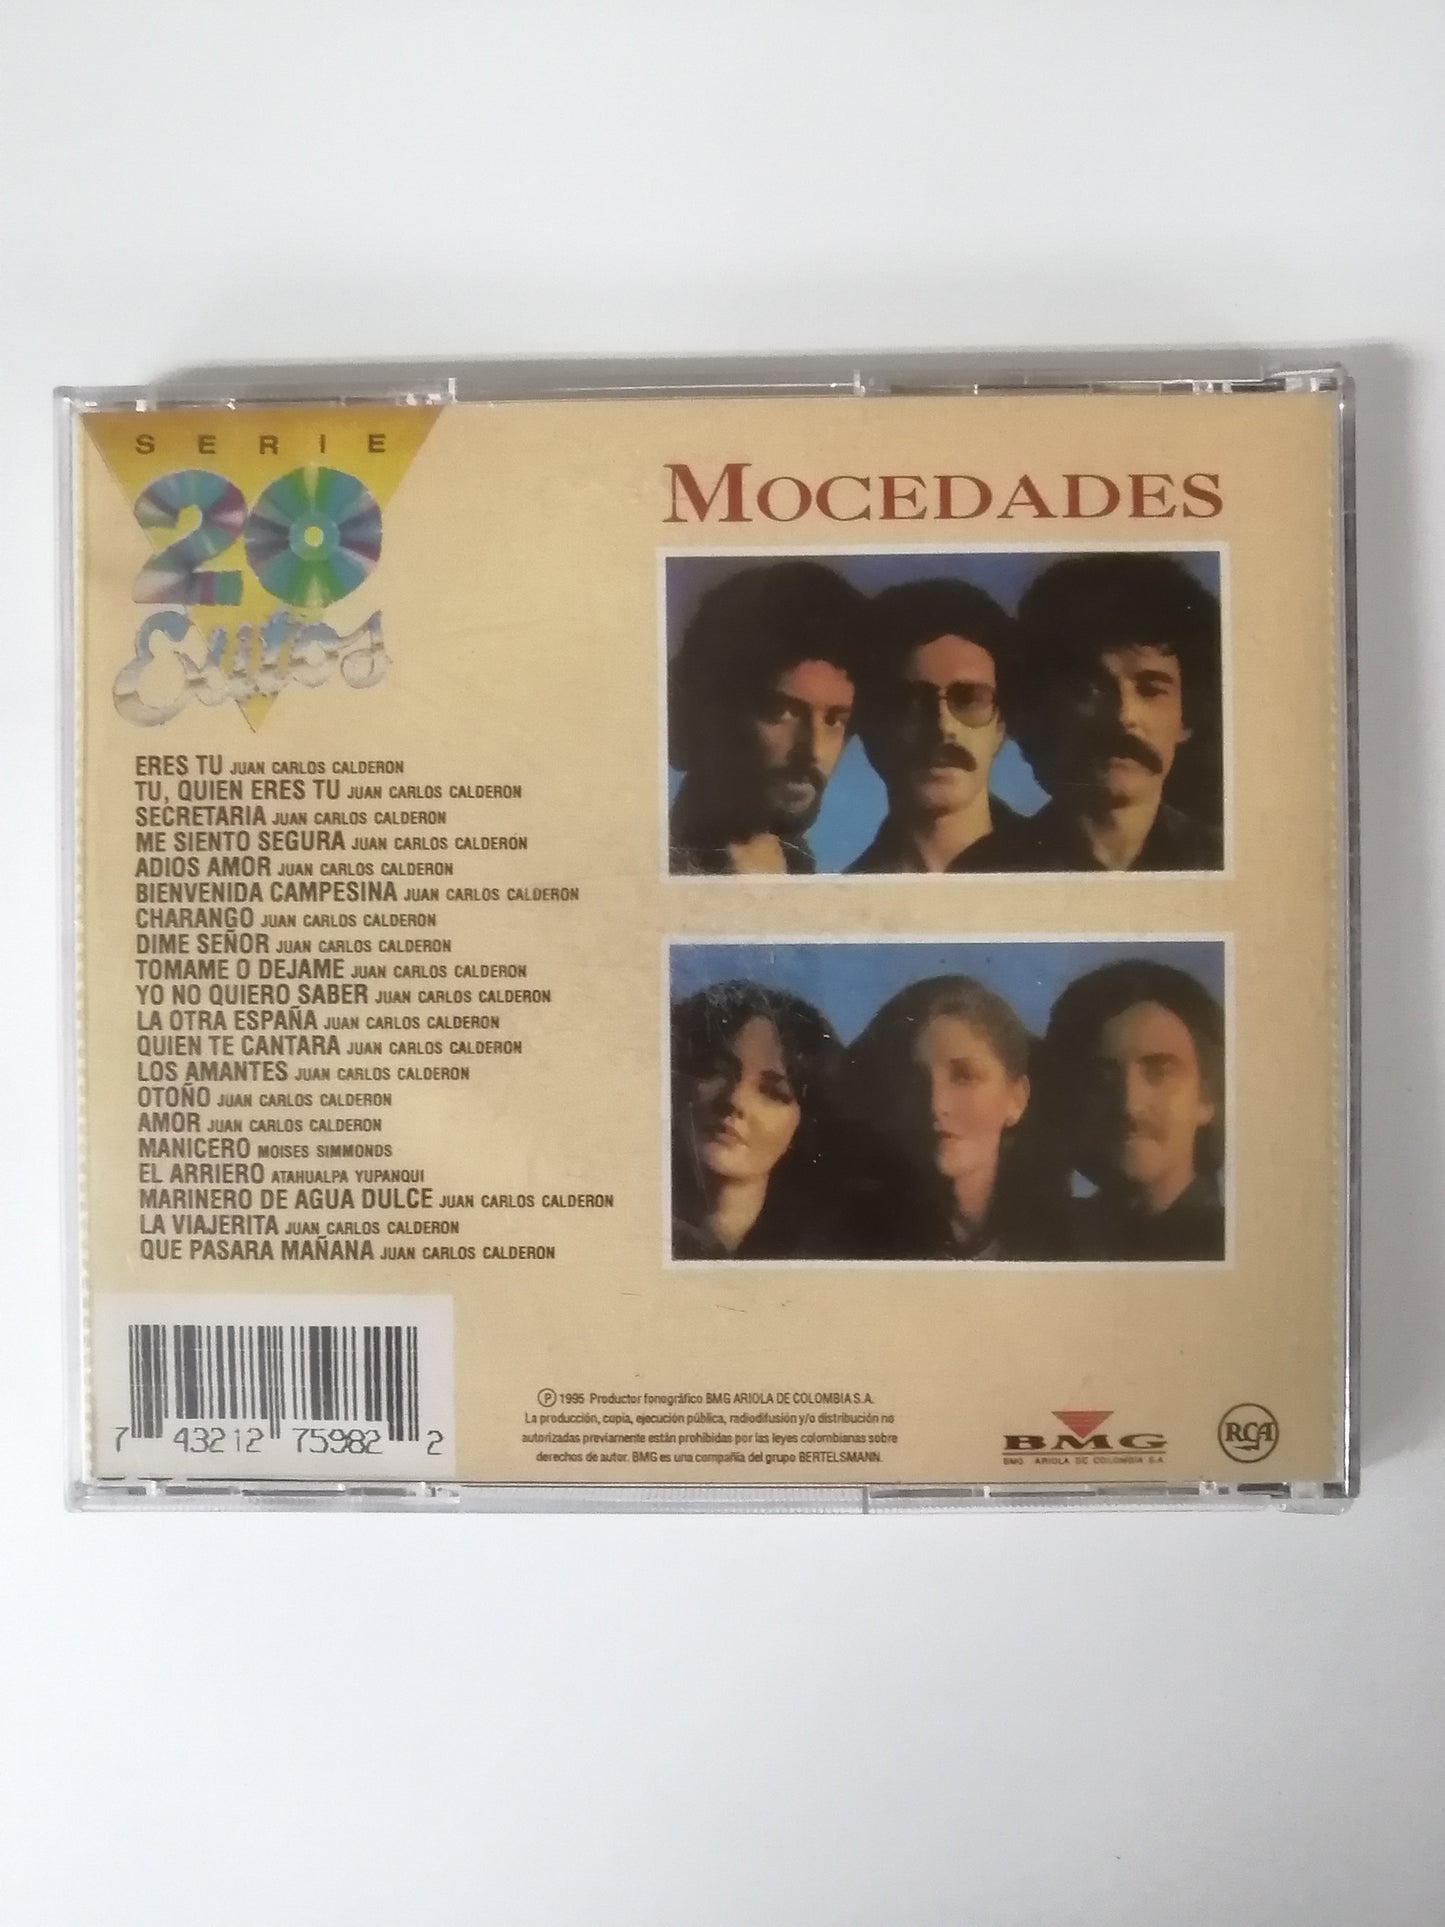 SERIE
20
Exitos
MOCEDADES
ERES TU JUAN CARLOS CALDERON
TU, QUIEN ERES TU JUAN CARLOS CALDERON
SECRETARIA JUAN CARLOS CALDERON
ME SIENTO SEGURA JUAN CARLOS CALDERON
ADIOS AMOR JUAN CARLOS CALDERON
BIENVENIDA CAMPESINA JUAN CARLOS CALDERON
CHARANGO JUAN CARLOS CALDERON
DIME SEÑOR JUAN CARLOS CALDERON
TOMAME O DEJAME JUAN CARLOS CALDERON
YO NO QUIERO SABER JUAN CARLOS CALDERON
LA OTRA ESPAÑA JUAN CARLOS CALDERON
QUIEN TE CANTARA JUAN CARLOS CALDERON
LOS AMANTES JUAN CARLOS CALDERON
OTOÑO JUAN CARLOS CALDERON
AMOR JUAN CARLOS CALDERON
MANICERO MOISES SIMMONDS
EL ARRIERO ATAHUALPA YUPANQUI
MARINERO DE AGUA DULCE JUAN CARLOS CALDERON
LA VIAJERITA JUAN CARLOS CALDERON
QUE PASARA MAÑANA JUAN CARLOS CALDERON
7 43212 75982 2
Ⓟ 1995 Productor fonográfico BMG ARIOLA DE COLOMBIA S.A.
La producción, copia, ejecución pública, radiodifusión y/o distribución no
autorizadas previamente están prohibidas por las leyes colombianas sobre
derechos de autor. BMG es una compañía del grupo BERTELSMANN.
BMG
BMG ARIOLA DE COLOMBIA S.A.
RCA